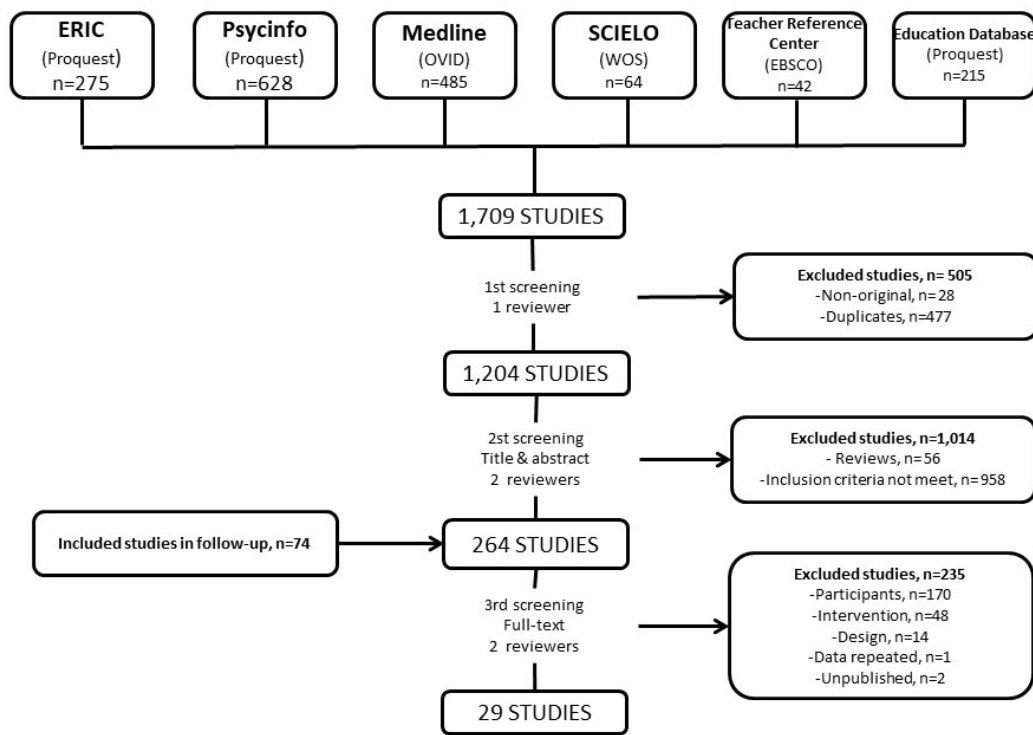 ERIC
(Proquest)
n=275
Psycinfo
(Proquest)
n=628
Medline
(OVID)
n=485
SCIELO
(WOS)
n=64
Teacher Reference
Center
(EBSCO)
n=42
Education Database
(Proquest)
n=215
1,709 STUDIES
1st screening
1 reviewer
Excluded studies, n= 505
-Non-original, n= 28
-Duplicates, n=477
1,204 STUDIES
2st screening
Title & abstract
2 reviewers
Excluded studies, n=1,014
- Reviews, n=56
-Inclusion criteria not meet, n=958
Included studies in follow-up, n=74
264 STUDIES
3rd screening
Full-text
2 reviewers
Excluded studies, n=235
-Participants, n=170
-Intervention, n=48
-Design, n=14
-Data repeated, n=1
-Unpublished, n=2
29 STUDIES